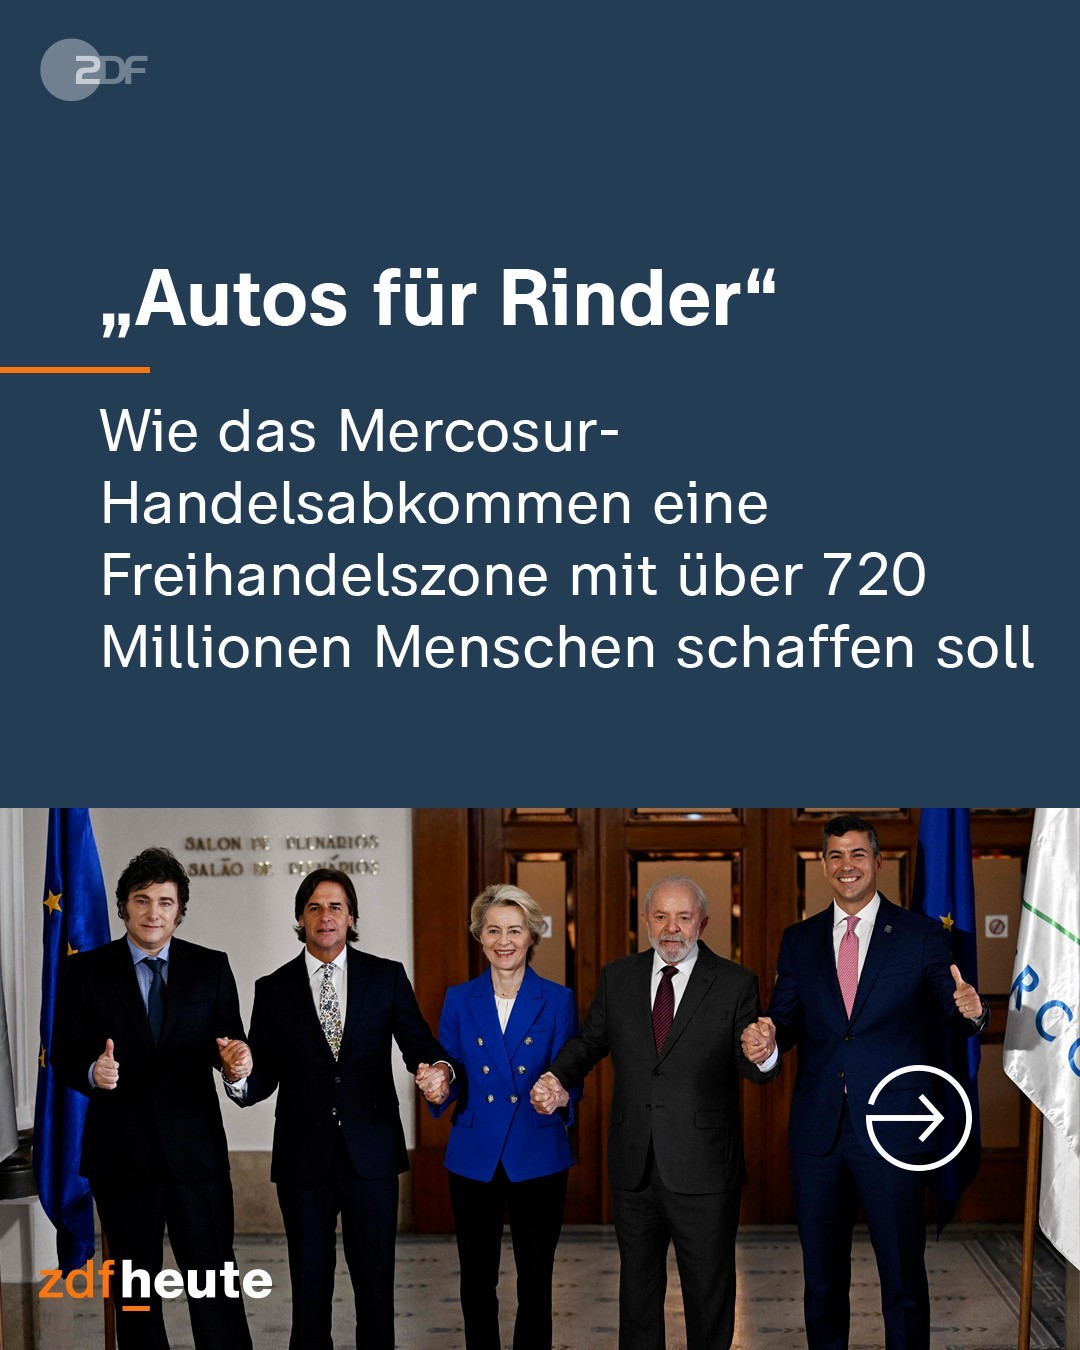 ZDF
„Autos für Rinder“
Wie das Mercosur-
Handelsabkommen eine
Freihandelszone mit über 720
Millionen Menschen schaffen soll
SALON DE PLENARIOS
SALÃO DE PLENÁRIOS
RCO
zdfheute